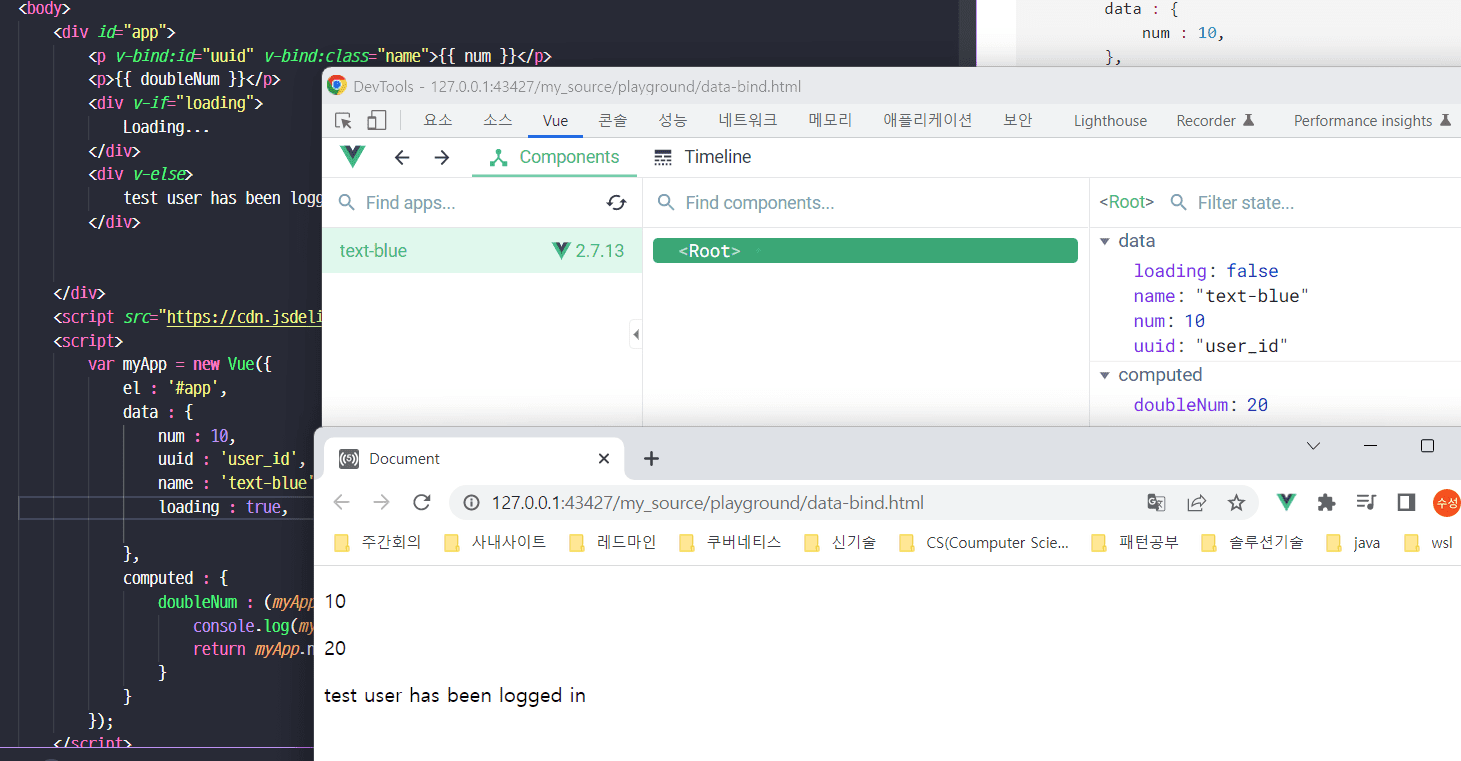 <body>
<div id="app">
<p v-bind:id="uuid" v-bind:class="name">{{ num }}</p>
<p>{{ doubleNum }}</p>
<div v-if="loading">
Loading...
</div>
<div v-else>
test user has been logg
</div>
</div>
<script src="https://cdn.jsdeli
<script>
var myApp = new Vue({
el : '#app',
data : {
num : 10,
uuid : 'user_id',
name : 'text-blue'
loading : true,
},
computed : {
doubleNum : (myApp
console.log(my
return myApp.n
}
}
});
</script>
data : {
num : 10,
},
DevTools - 127.0.0.1:43427/my_source/playground/data-bind.html
요소 소스 Vue 콘솔 성능 네트워크 메모리 애플리케이션 보안 Lighthouse Recorder Performance insights
Components Timeline
Find apps... Find components... <Root> Filter state...
text-blue 2.7.13 <Root>
data
loading: false
name: "text-blue"
num: 10
uuid: "user_id"
computed
doubleNum: 20
Document
127.0.0.1:43427/my_source/playground/data-bind.html 수성
주간회의 사내사이트 레드마인 쿠버네티스 신기술 CS(Coumputer Scie... 패턴공부 솔루션기술 java wsl
10
20
test user has been logged in